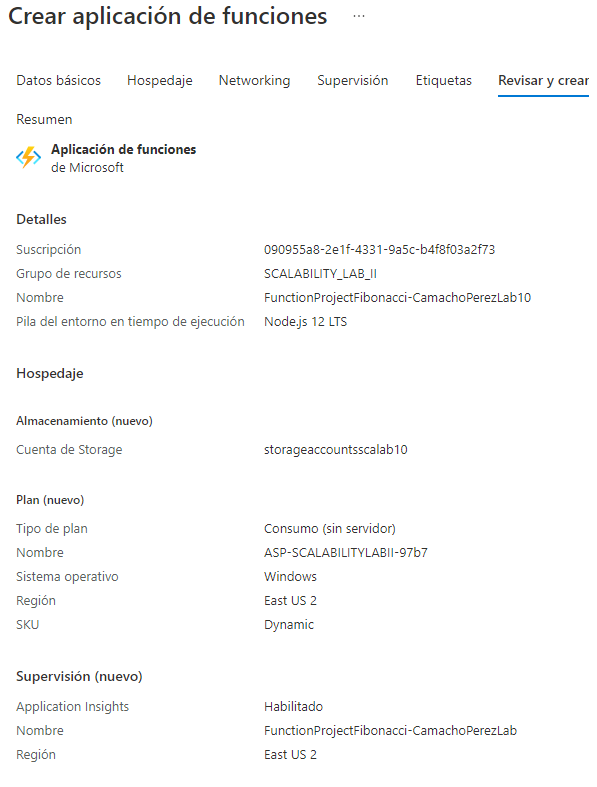 Crear aplicación de funciones ...
Datos básicos Hospedaje Networking Supervisión Etiquetas Revisar y crear
Resumen
Aplicación de funciones
de Microsoft
Detalles
Suscripción 090955a8-2e1f-4331-9a5c-b4f8f03a2f73
Grupo de recursos SCALABILITY_LAB_II
Nombre FunctionProjectFibonacci-CamachoPerezLab10
Pila del entorno en tiempo de ejecución Node.js 12 LTS
Hospedaje
Almacenamiento (nuevo)
Cuenta de Storage storageaccountsscalab10
Plan (nuevo)
Tipo de plan Consumo (sin servidor)
Nombre ASP-SCALABILITYLABII-97b7
Sistema operativo Windows
Región East US 2
SKU Dynamic
Supervisión (nuevo)
Application Insights Habilitado
Nombre FunctionProjectFibonacci-CamachoPerezLab
Región East US 2